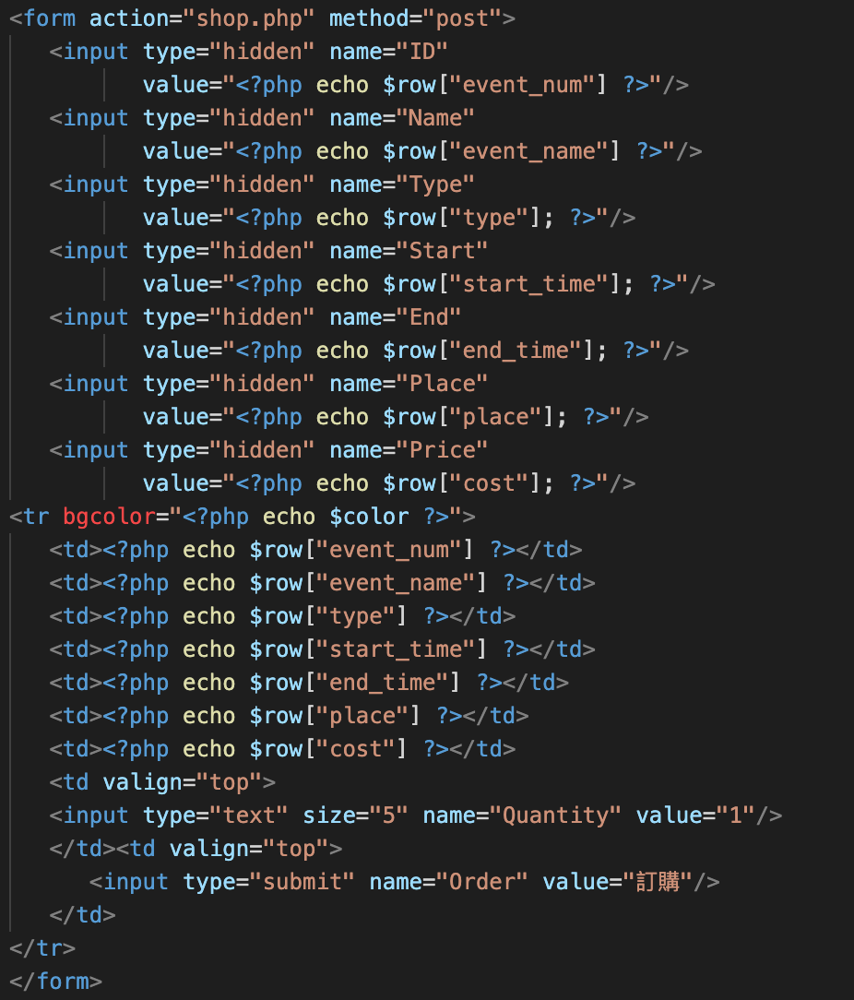 <form action="shop.php" method="post">
<input type="hidden" name="ID"
value="<?php echo $row["event_num"] ?>"/>
<input type="hidden" name="Name"
value="<?php echo $row["event_name"] ?>"/>
<input type="hidden" name="Type"
value="<?php echo $row["type"]; ?>"/>
<input type="hidden" name="Start"
value="<?php echo $row["start_time"]; ?>"/>
<input type="hidden" name="End"
value="<?php echo $row["end_time"]; ?>"/>
<input type="hidden" name="Place"
value="<?php echo $row["place"]; ?>"/>
<input type="hidden" name="Price"
value="<?php echo $row["cost"]; ?>"/>
<tr bgcolor="<?php echo $color ?>">
<td><?php echo $row["event_num"] ?></td>
<td><?php echo $row["event_name"] ?></td>
<td><?php echo $row["type"] ?></td>
<td><?php echo $row["start_time"] ?></td>
<td><?php echo $row["end_time"] ?></td>
<td><?php echo $row["place"] ?></td>
<td><?php echo $row["cost"] ?></td>
<td valign="top">
<input type="text" size="5" name="Quantity" value="1"/>
</td><td valign="top">
<input type="submit" name="Order" value="訂購"/>
</td>
</tr>
</form>